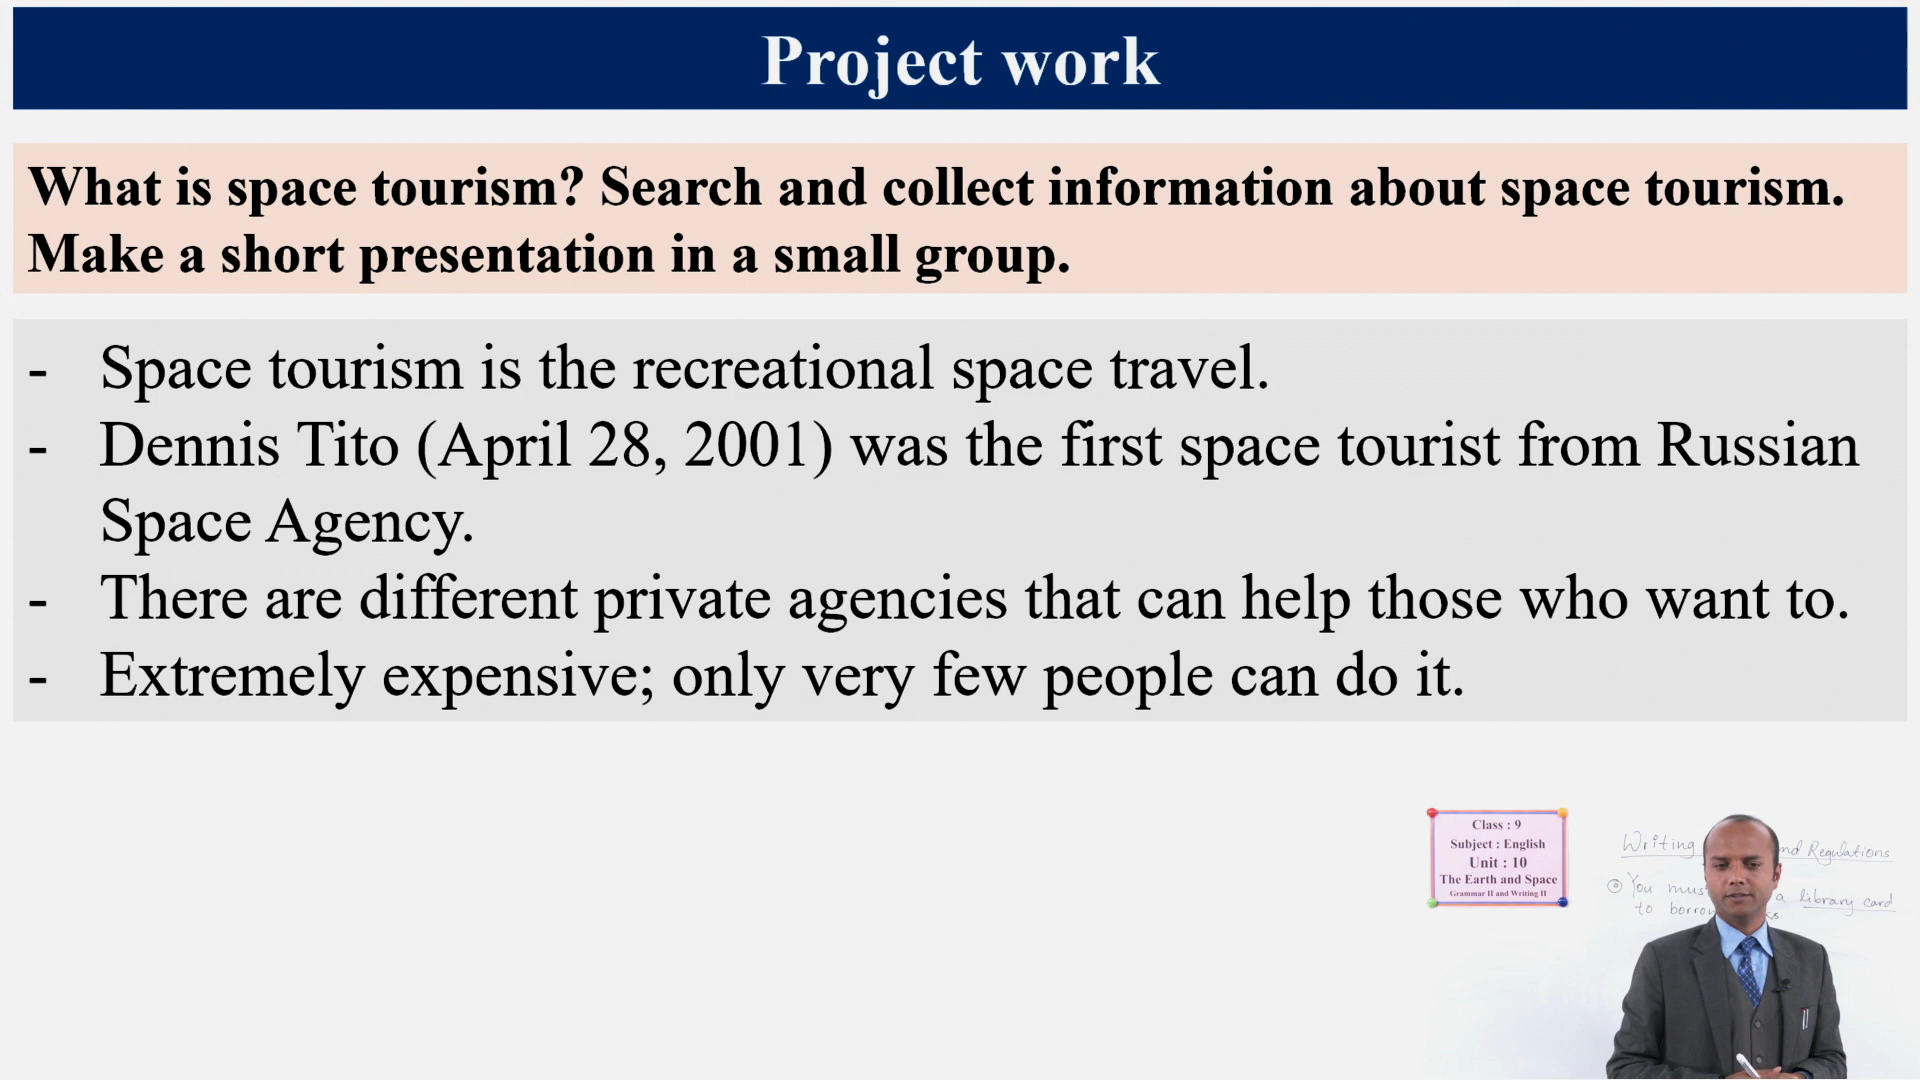 Project work
What is space tourism? Search and collect information about space tourism.
Make a short presentation in a small group.
- Space tourism is the recreational space travel.
- Dennis Tito (April 28, 2001) was the first space tourist from Russian
Space Agency.
- There are different private agencies that can help those who want to.
- Extremely expensive; only very few people can do it.
Class : 9
Subject : English
Unit : 10
The Earth and Space
Grammar II and Writing II
Writing nd Regulations
You mus a library card
to borro ks.